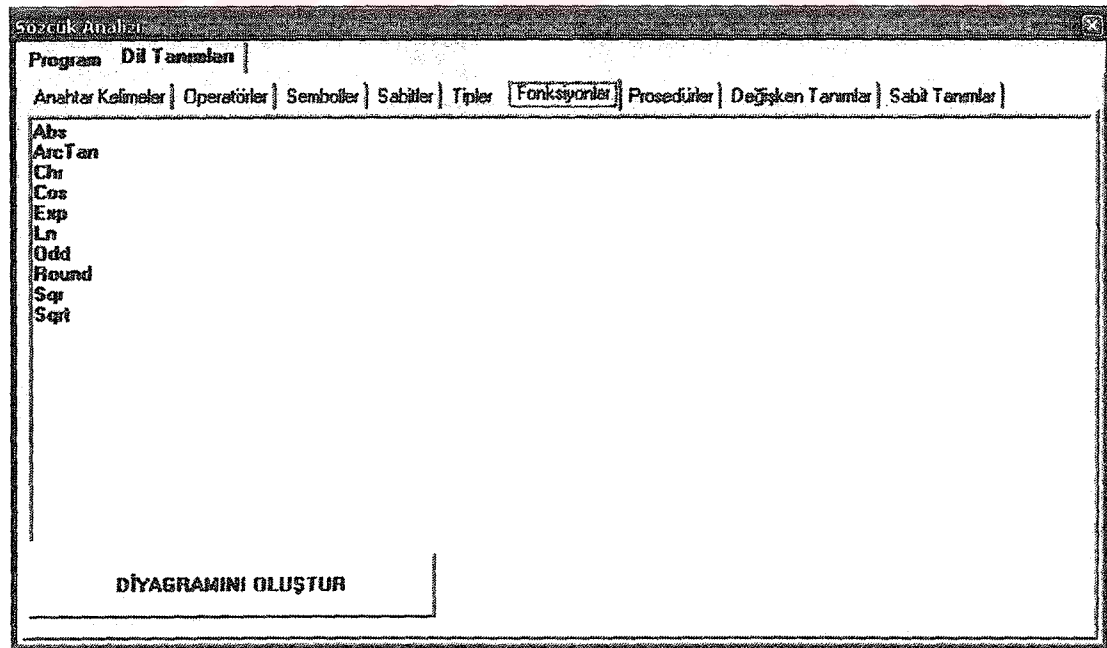 Sözcük Analizi
Program Dil Tanımları
Anahtar Kelimeler Operatörler Semboller Sabitler Tipler Fonksiyonlar Prosedürler Değişken Tanımlar Sabit Tanımlar
Abs
ArcTan
Chr
Cos
Exp
Ln
Odd
Round
Sqr
Sqrt
DİYAGRAMINI OLUŞTUR